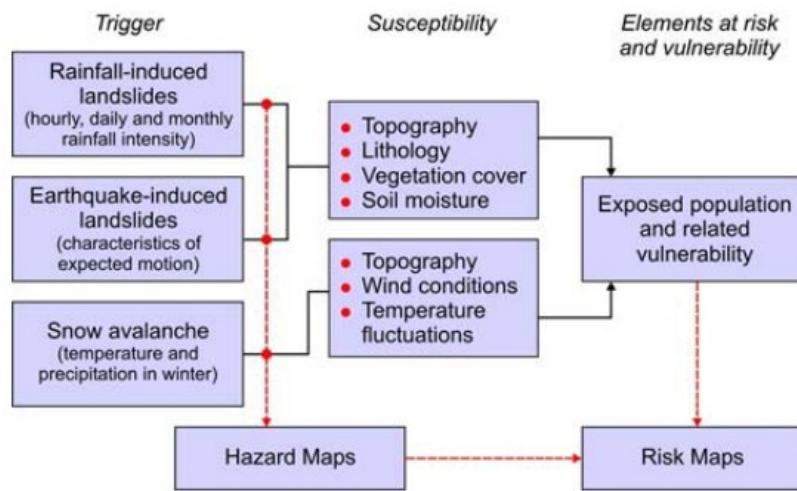 Trigger
Susceptibility
Elements at risk
and vulnerability
Rainfall-induced
landslides
(hourly, daily and monthly
rainfall intensity)
Earthquake-induced
landslides
(characteristics of
expected motion)
Snow avalanche
(temperature and
precipitation in winter)
Topography
Lithology
Vegetation cover
Soil moisture
Topography
Wind conditions
Temperature
fluctuations
Exposed population
and related
vulnerability
Hazard Maps
Risk Maps